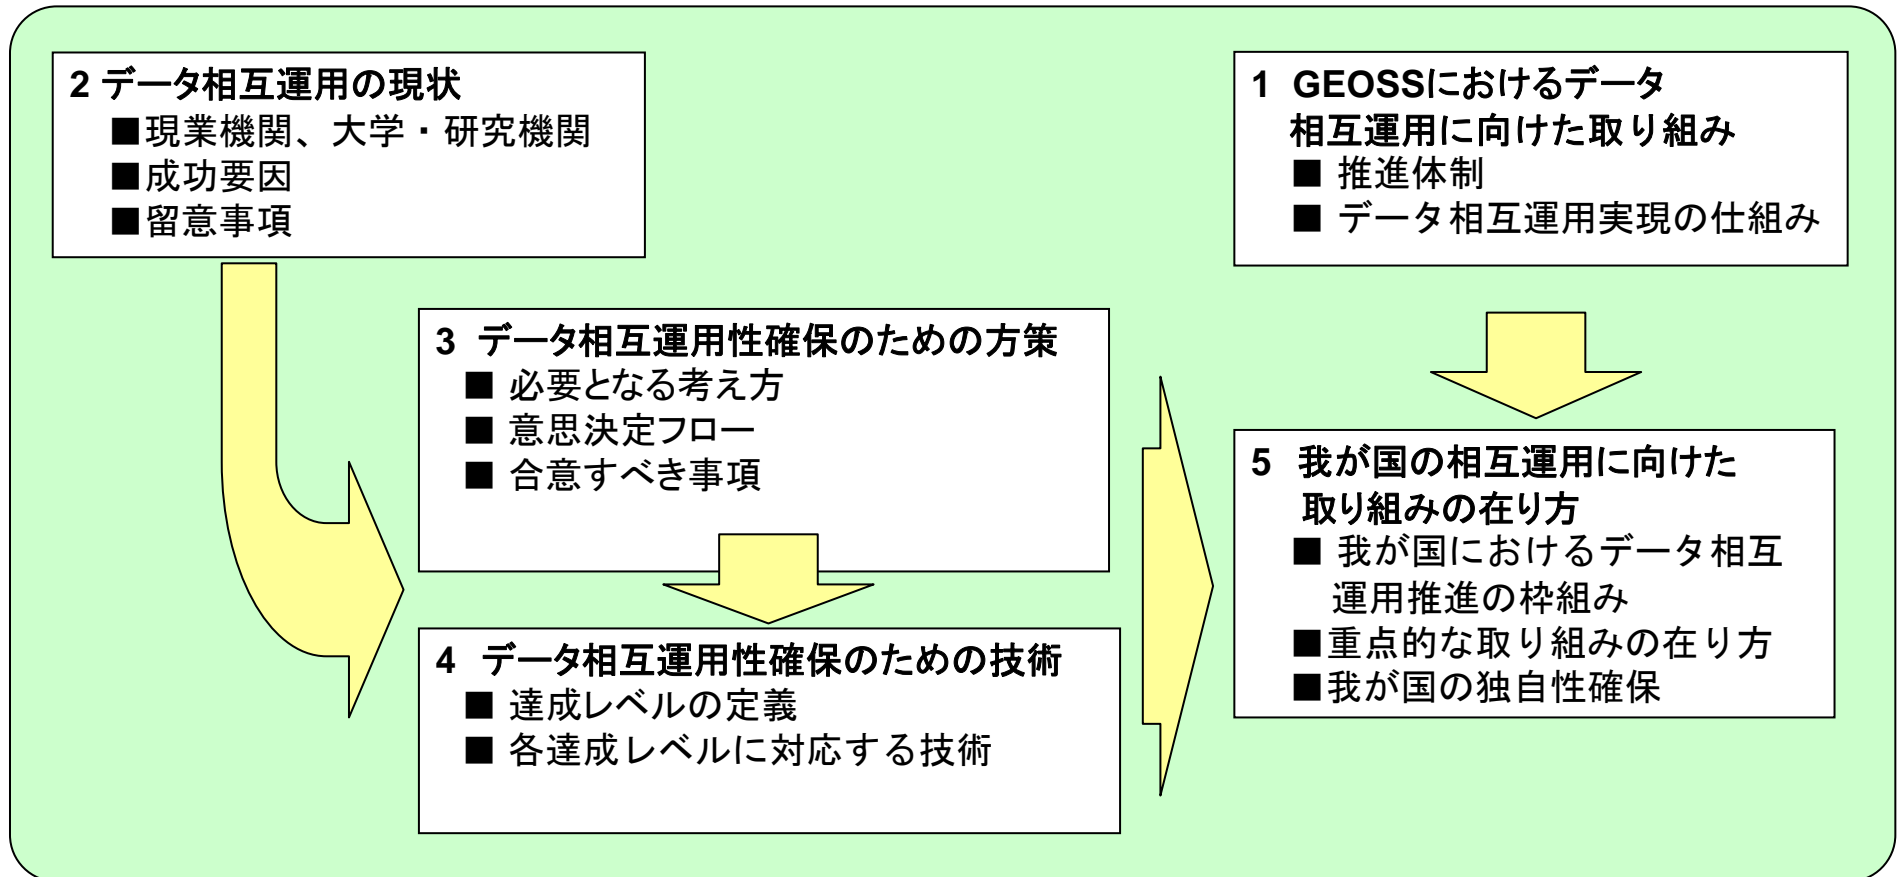 2 データ相互運用の現状
■現業機関、大学・研究機関
■成功要因
■留意事項
1 GEOSSにおけるデータ
相互運用に向けた取り組み
■ 推進体制
■ データ相互運用実現の仕組み
3 データ相互運用性確保のための方策
■ 必要となる考え方
■ 意思決定フロー
■ 合意すべき事項
4 データ相互運用性確保のための技術
■ 達成レベルの定義
■ 各達成レベルに対応する技術
5 我が国の相互運用に向けた
取り組みの在り方
■ 我が国におけるデータ相互
運用推進の枠組み
■重点的な取り組みの在り方
■我が国の独自性確保